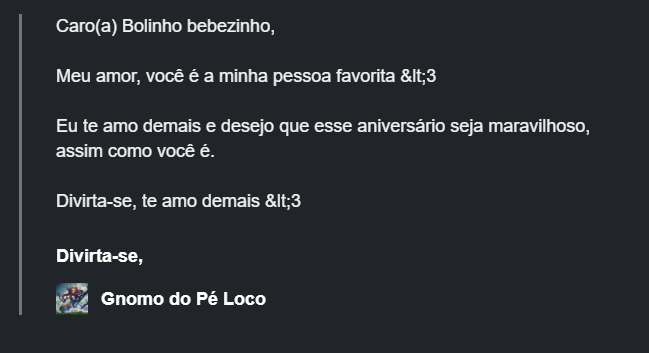 Caro(a) Bolinho bebezinho,
Meu amor, você é a minha pessoa favorita &lt;3
Eu te amo demais e desejo que esse aniversário seja maravilhoso,
assim como você é.
Divirta-se, te amo demais &lt;3
Divirta-se,
Gnomo do Pé Loco